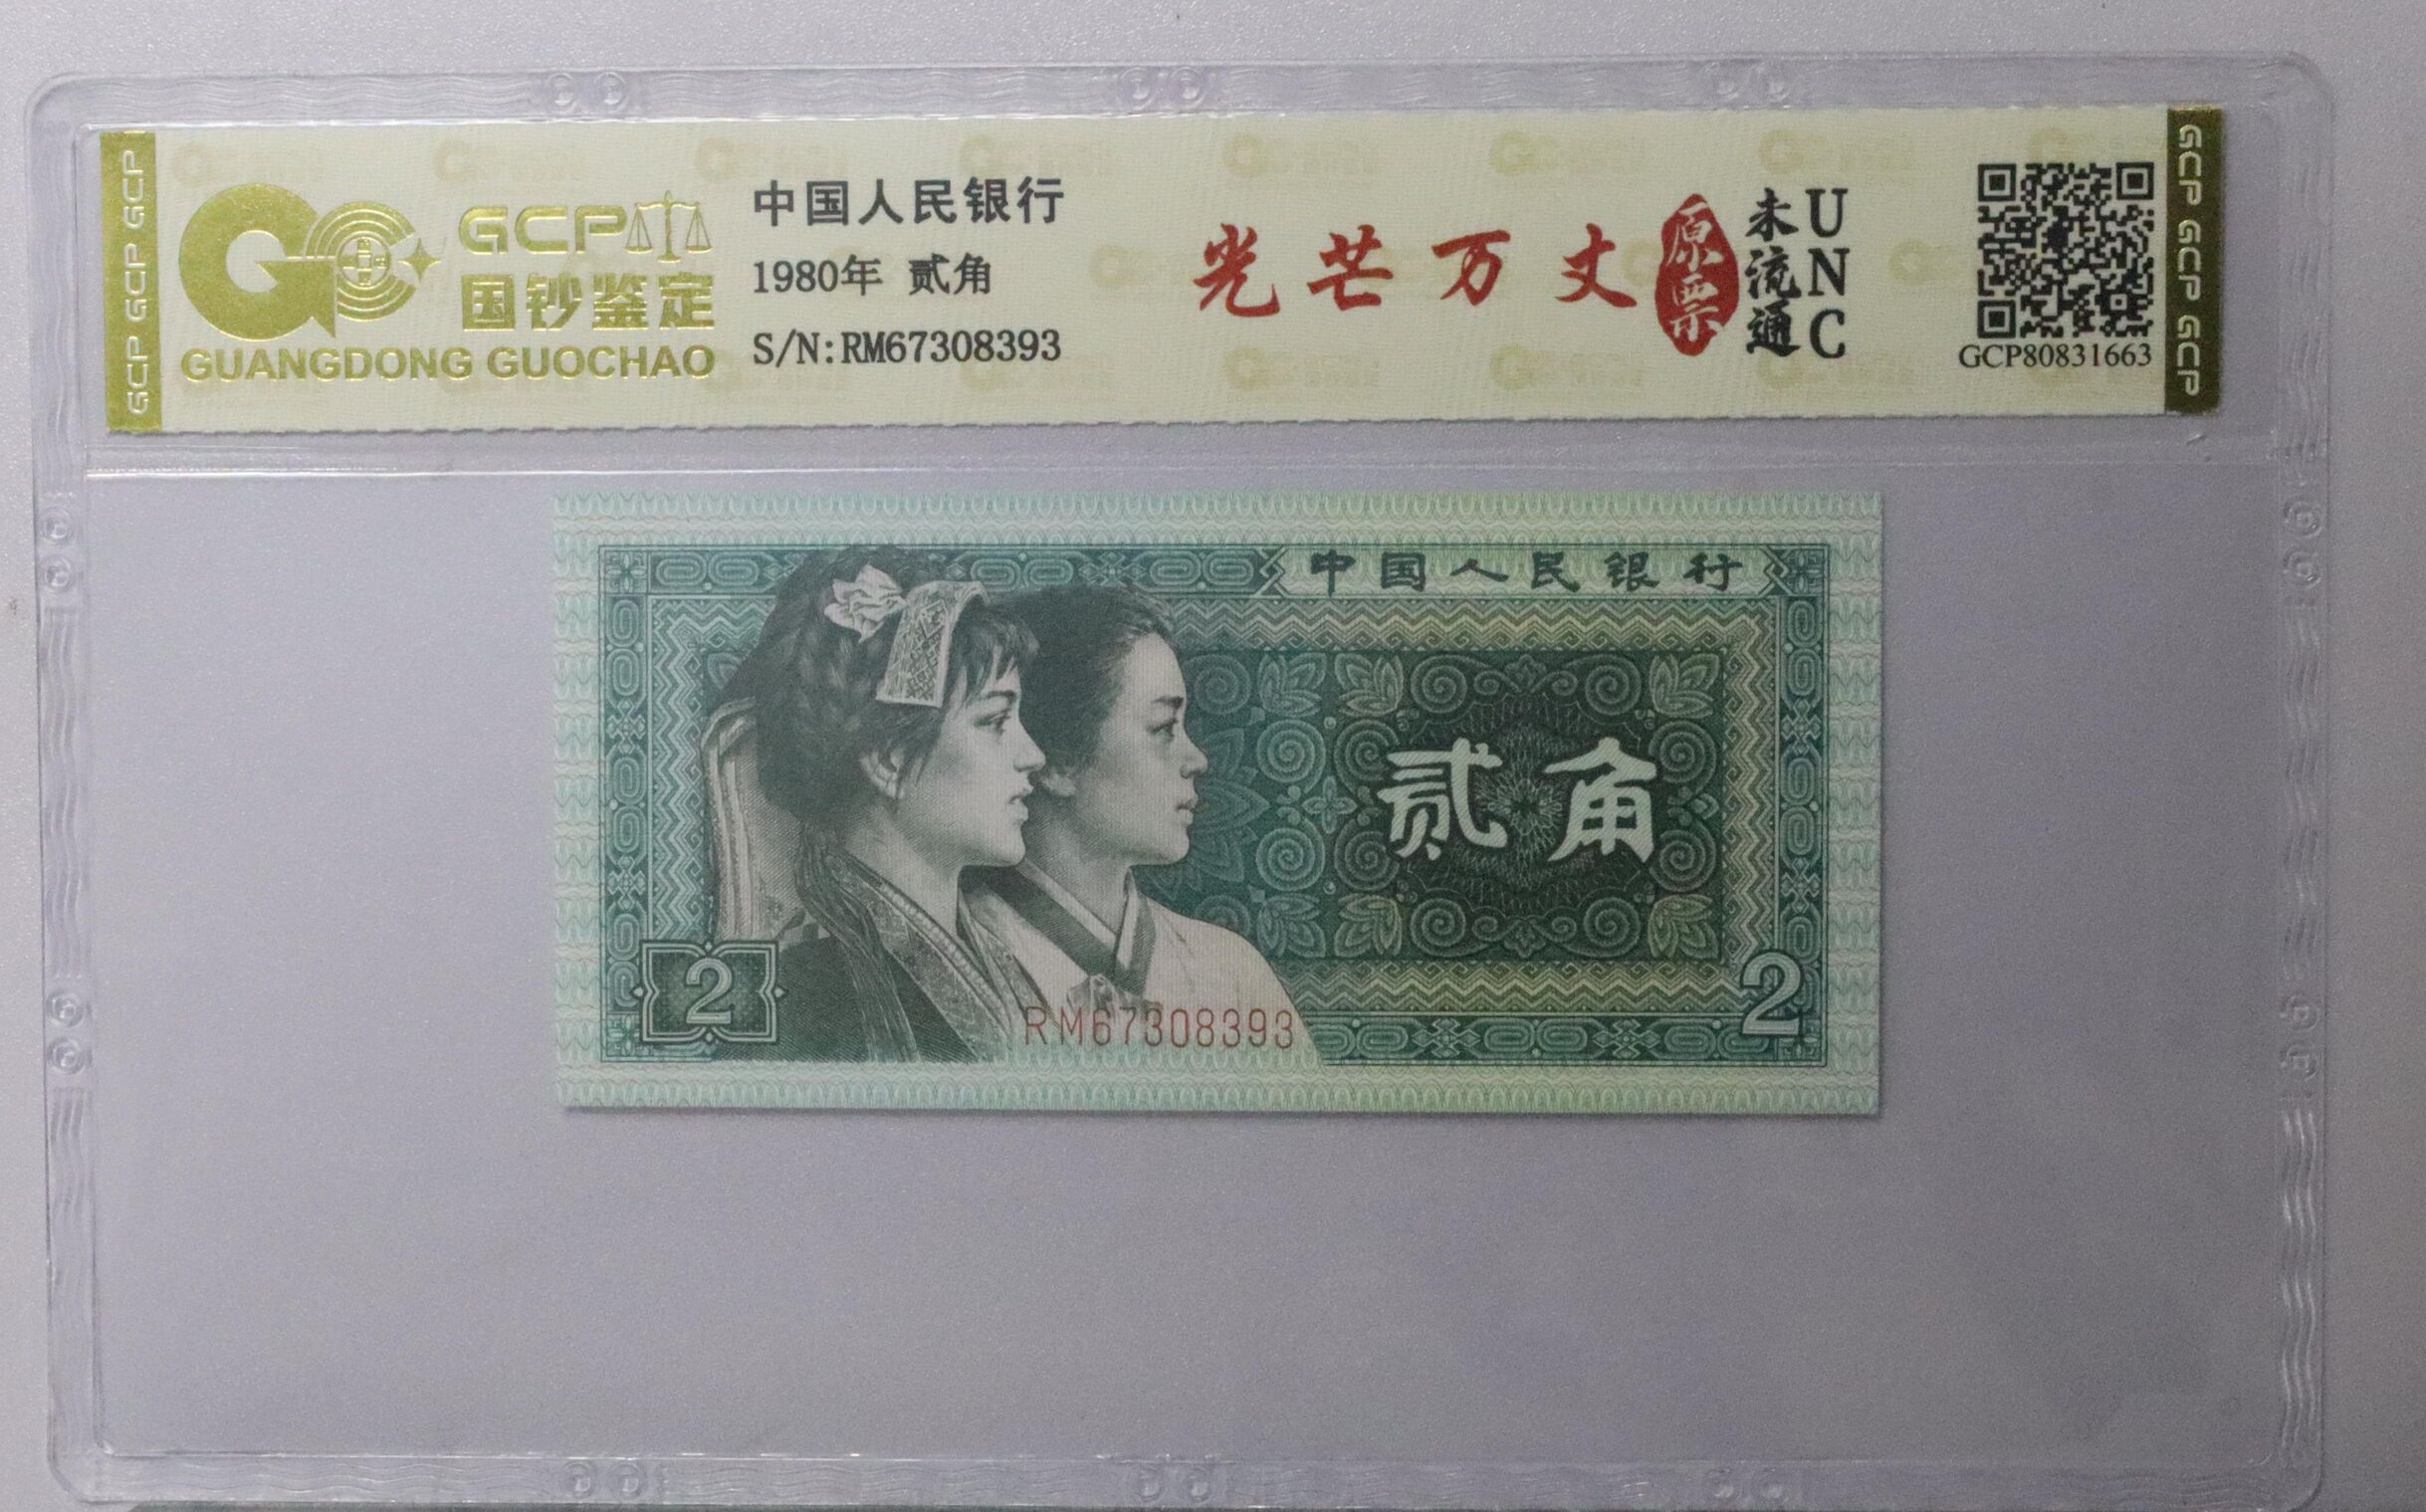 GCP GCP GCP
GCP
国钞鉴定
GUANGDONG GUOCHAO
中国人民银行
1980年 贰角
S/N:RM67308393
光芒万丈
原票
未流通
UNC
GCP80831663
GCP GCP GCP
中国人民银行
贰角
2
RM67308393
2